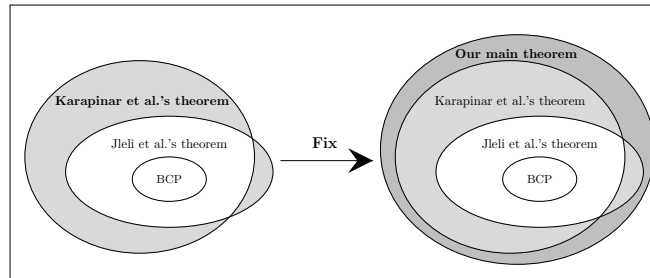 Karapinar et al.'s theorem
Jleli et al.'s theorem
BCP
Fix
Our main theorem
Karapinar et al.'s theorem
Jleli et al.'s theorem
BCP